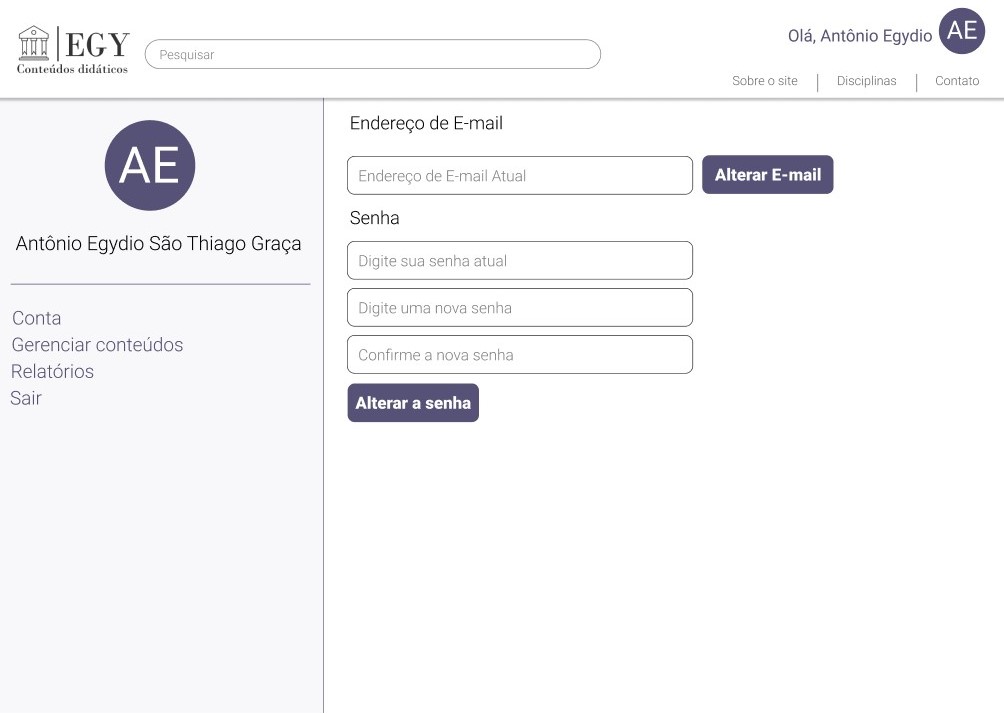 EGY
Conteúdos didáticos
Pesquisar
Olá, Antônio Egydio
AE
Sobre o site
Disciplinas
Contato
AE
Antônio Egydio São Thiago Graça
Conta
Gerenciar conteúdos
Relatórios
Sair
Endereço de E-mail
Endereço de E-mail Atual
Alterar E-mail
Senha
Digite sua senha atual
Digite uma nova senha
Confirme a nova senha
Alterar a senha